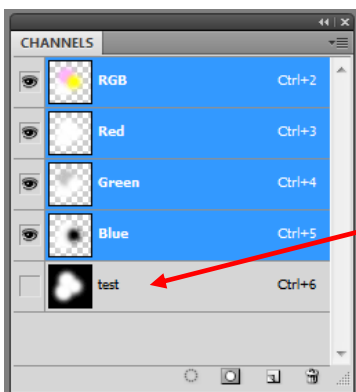 CHANNELS
RGB Ctrl+2
Red Ctrl+3
Green Ctrl+4
Blue Ctrl+5
test Ctrl+6